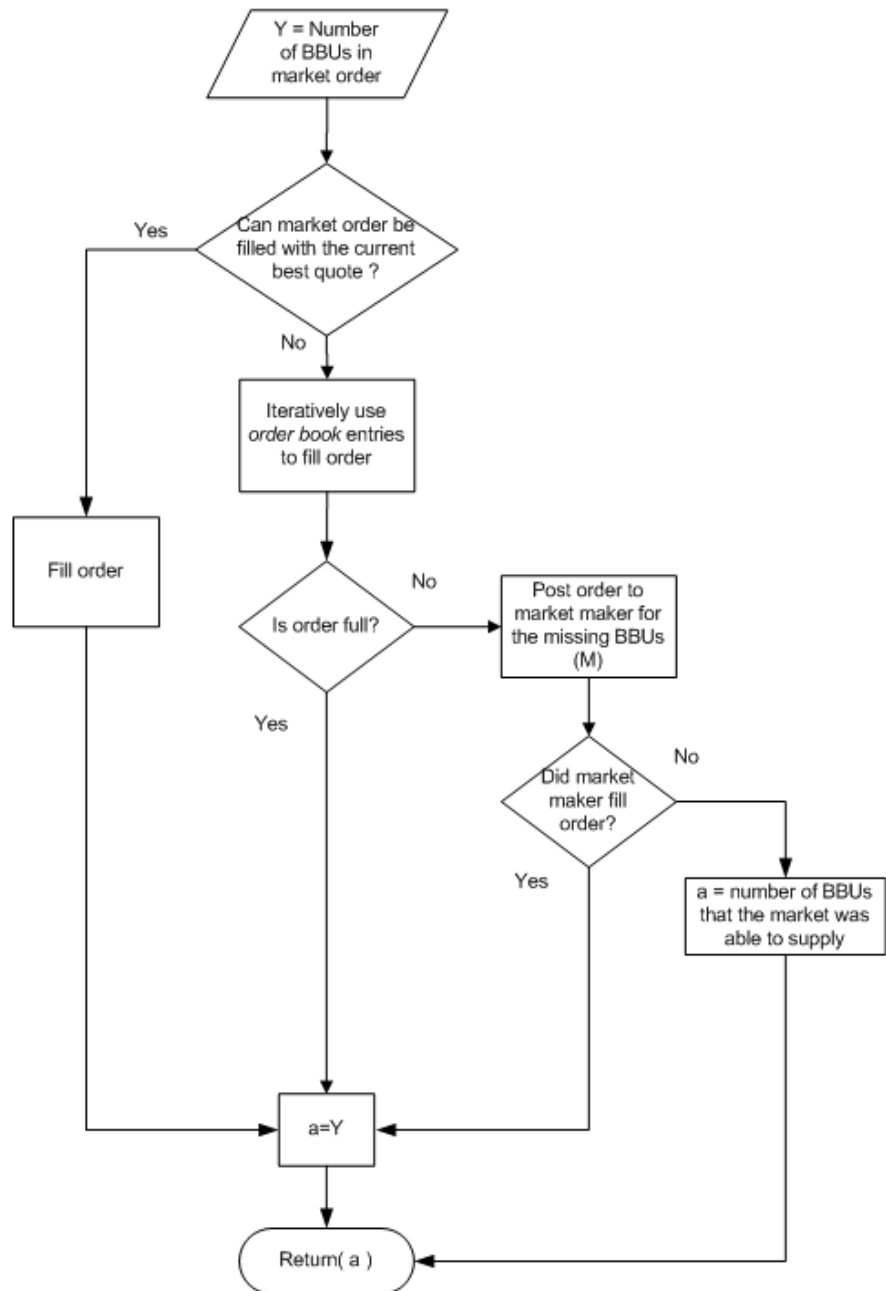 Y = Number
of BBUs in
market order
Can market order be
filled with the current
best quote ?
Yes
No
Iteratively use
order book entries
to fill order
Fill order
Is order full?
No
Post order to
market maker for
the missing BBUs
(M)
Yes
Did market
maker fill
order?
No
Yes
a = number of BBUs
that the market was
able to supply
a=Y
Return( a )